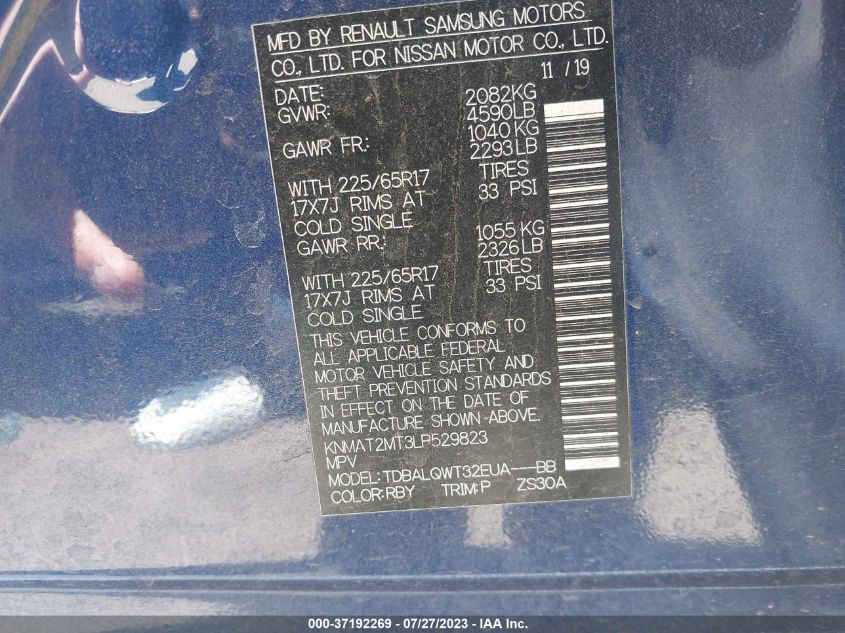 MFD BY RENAULT SAMSUNG MOTORS
CO., LTD. FOR NISSAN MOTOR CO., LTD.
DATE: 11 / 19
GVWR: 2082KG
4590LB
GAWR FR: 1040 KG
2293 LB
WITH 225/65R17 TIRES
17X7J RIMS AT 33 PSI
COLD SINGLE
GAWR RR: 1055 KG
2326LB
WITH 225/65R17 TIRES
17X7J RIMS AT 33 PSI
COLD SINGLE
THIS VEHICLE CONFORMS TO
ALL APPLICABLE FEDERAL
MOTOR VEHICLE SAFETY AND
THEFT PREVENTION STANDARDS
IN EFFECT ON THE DATE OF
MANUFACTURE SHOWN ABOVE.
KNMAT2MT3LP529823
MPV
MODEL:TDBALQWT32EUA---BB
COLOR:RBY TRIM:P ZS30A
000-37192269 - 07/27/2023 - IAA Inc.